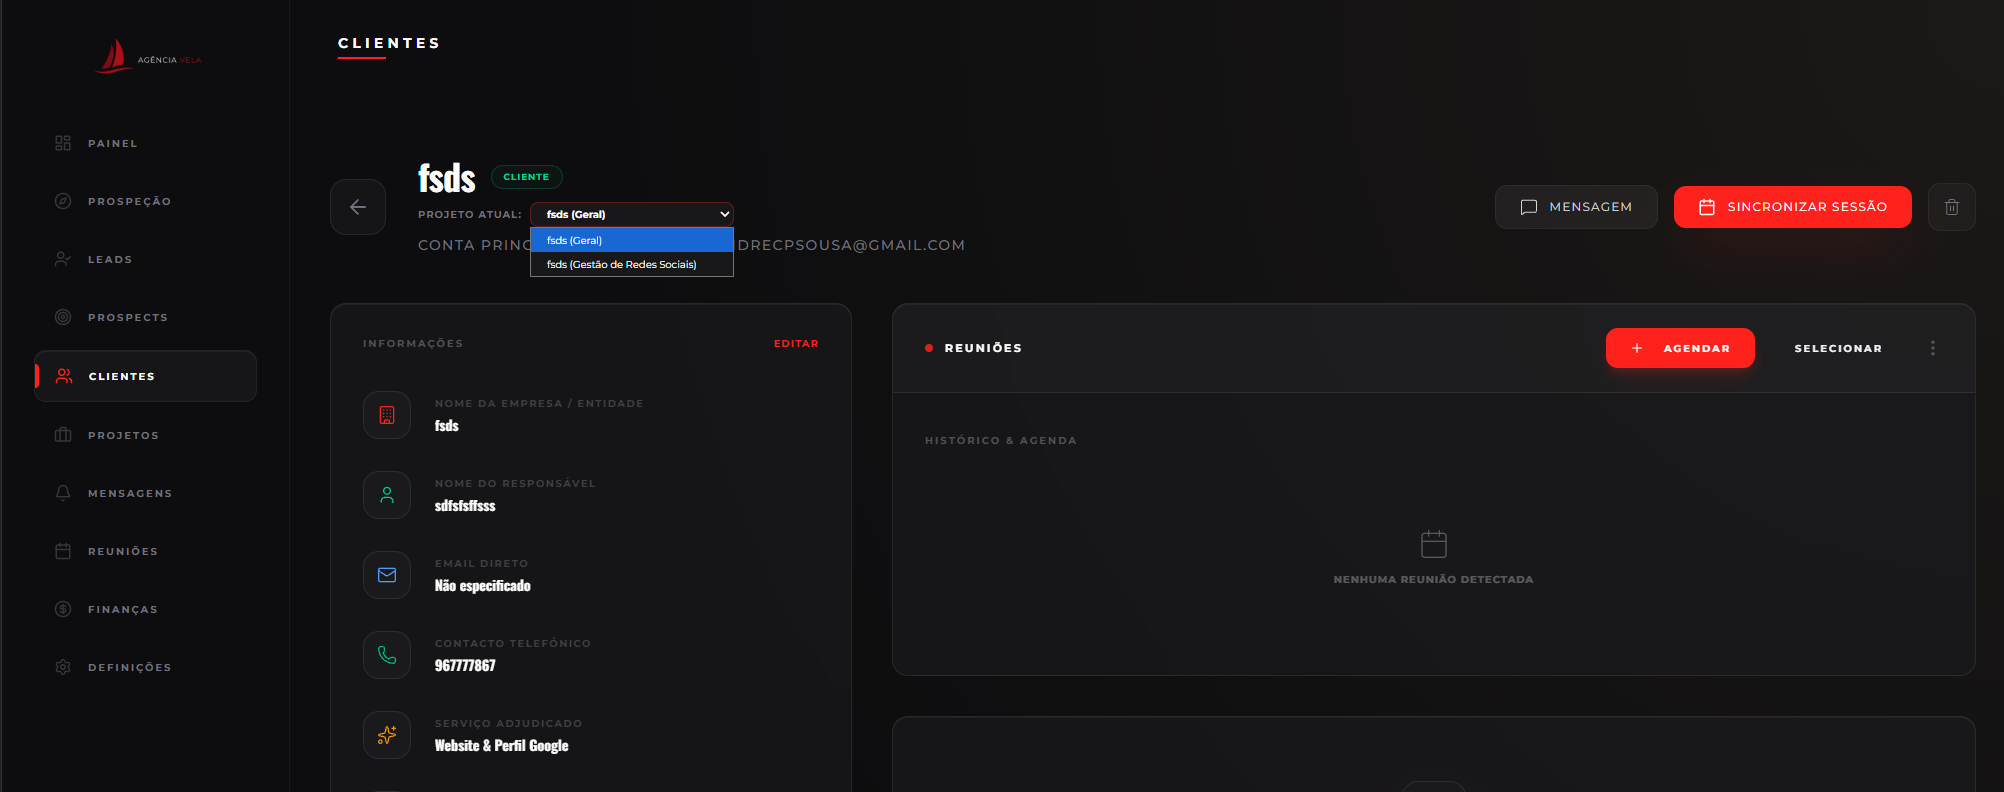 AGÊNCIA VELA
PAINEL
PROSPEÇÃO
LEADS
PROSPECTS
CLIENTES
PROJETOS
MENSAGENS
REUNIÕES
FINANÇAS
DEFINIÇÕES
CLIENTES
fsds
CLIENTE
PROJETO ATUAL:
fsds (Geral)
fsds (Geral)
fsds (Gestão de Redes Sociais)
CONTA DRECPSOUSA@GMAIL.COM
MENSAGEM
SINCRONIZAR SESSÃO
INFORMAÇÕES
EDITAR
NOME DA EMPRESA / ENTIDADE
fsds
NOME DO RESPONSÁVEL
sdfsfsffsss
EMAIL DIRETO
Não especificado
CONTACTO TELEFÓNICO
967777867
SERVIÇO ADJUDICADO
Website & Perfil Google
REUNIÕES
+ AGENDAR
SELECIONAR
HISTÓRICO & AGENDA
NENHUMA REUNIÃO DETECTADA